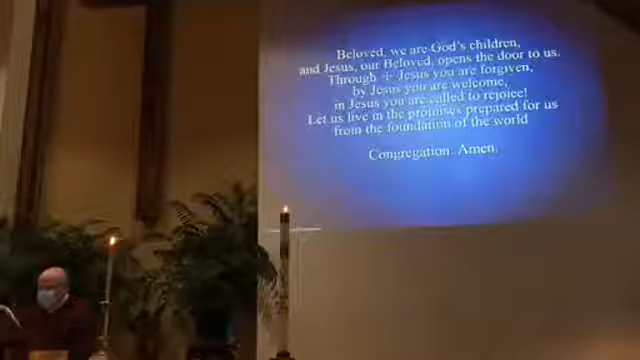 Beloved, we are God's children,
and Jesus, our Beloved, opens the door to us.
Through ✢ Jesus you are forgiven,
by Jesus you are welcome,
in Jesus you are called to rejoice!
Let us live in the promises prepared for us
from the foundation of the world
Congregation. Amen.